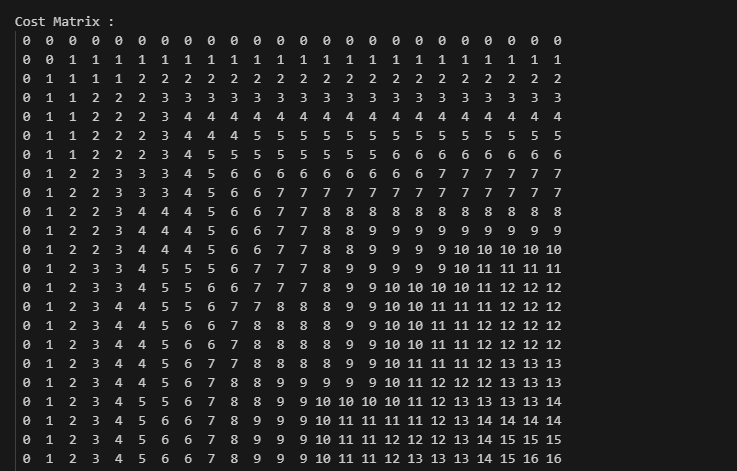 Cost Matrix :
0 0 0 0 0 0 0 0 0 0 0 0 0 0 0 0 0 0 0 0 0 0 0 0
0 0 1 1 1 1 1 1 1 1 1 1 1 1 1 1 1 1 1 1 1 1 1 1
0 1 1 1 1 2 2 2 2 2 2 2 2 2 2 2 2 2 2 2 2 2 2 2
0 1 1 2 2 2 3 3 3 3 3 3 3 3 3 3 3 3 3 3 3 3 3 3
0 1 1 2 2 2 3 4 4 4 4 4 4 4 4 4 4 4 4 4 4 4 4 4
0 1 1 2 2 2 3 4 4 4 5 5 5 5 5 5 5 5 5 5 5 5 5 5
0 1 1 2 2 2 3 4 5 5 5 5 5 5 5 5 6 6 6 6 6 6 6 6
0 1 2 2 3 3 3 4 5 6 6 6 6 6 6 6 6 6 7 7 7 7 7 7
0 1 2 2 3 3 3 4 5 6 6 7 7 7 7 7 7 7 7 7 7 7 7 7
0 1 2 2 3 4 4 4 5 6 6 7 7 8 8 8 8 8 8 8 8 8 8 8
0 1 2 2 3 4 4 4 5 6 6 7 7 8 8 9 9 9 9 9 9 9 9 9
0 1 2 2 3 4 4 4 5 6 6 7 7 8 8 9 9 9 9 10 10 10 10 10
0 1 2 3 3 4 5 5 5 6 7 7 7 8 9 9 9 9 9 10 11 11 11 11
0 1 2 3 3 4 5 5 6 6 7 7 7 8 9 9 10 10 10 10 11 12 12 12
0 1 2 3 4 4 5 5 6 7 7 8 8 8 9 9 10 10 11 11 11 12 12 12
0 1 2 3 4 4 5 6 6 7 8 8 8 8 9 9 10 10 11 11 12 12 12 12
0 1 2 3 4 4 5 6 6 7 8 8 8 8 9 9 10 10 11 11 12 12 12 12
0 1 2 3 4 4 5 6 7 7 8 8 8 8 9 9 10 11 11 11 12 13 13 13
0 1 2 3 4 4 5 6 7 8 8 9 9 9 9 9 10 11 12 12 12 13 13 13
0 1 2 3 4 5 5 6 7 8 8 9 9 10 10 10 10 11 12 13 13 13 13 14
0 1 2 3 4 5 6 6 7 8 9 9 9 10 11 11 11 11 12 13 14 14 14 14
0 1 2 3 4 5 6 6 7 8 9 9 9 10 11 11 12 12 12 13 14 15 15 15
0 1 2 3 4 5 6 6 7 8 9 9 9 10 11 11 12 13 13 13 14 15 16 16